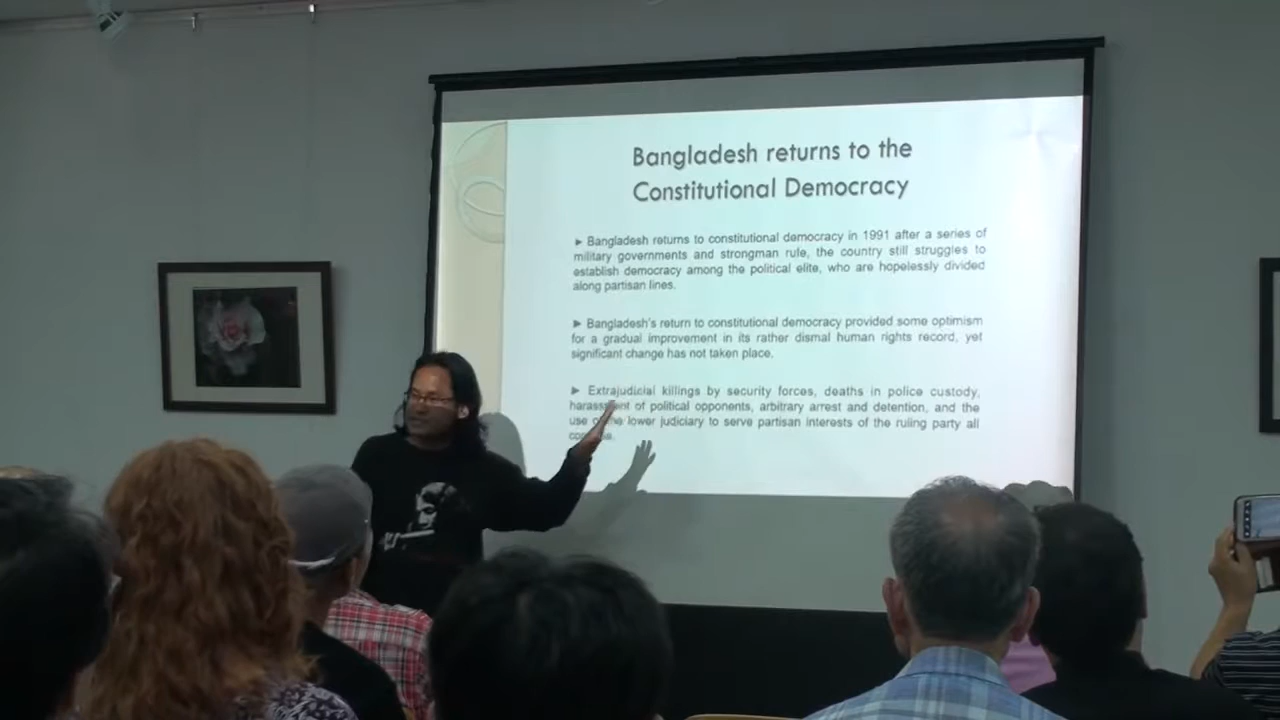 Bangladesh returns to the
Constitutional Democracy
► Bangladesh returns to constitutional democracy in 1991 after a series of
military governments and strongman rule, the country still struggles to
establish democracy among the political elite, who are hopelessly divided
along partisan lines.
► Bangladesh's return to constitutional democracy provided some optimism
for a gradual improvement in its rather dismal human rights record, yet
significant change has not taken place.
► Extrajudicial killings by security forces, deaths in police custody,
harassment of political opponents, arbitrary arrest and detention, and the
use of the lower judiciary to serve partisan interests of the ruling party all